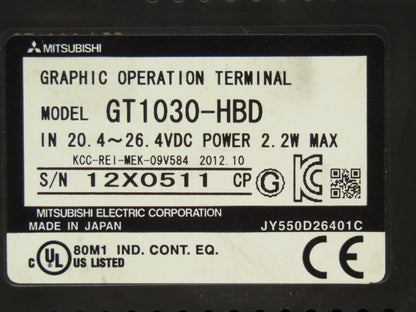 MITSUBISHI
GRAPHIC OPERATION TERMINAL
MODEL GT1030-HBD
IN 20.4~26.4VDC POWER 2.2W MAX
KCC-REI-MEK-09V584 2012.10
S/N 12X0511 CP G
MITSUBISHI ELECTRIC CORPORATION
MADE IN JAPAN JY550D26401C
C UL US LISTED 80M1 IND. CONT. EQ. CE